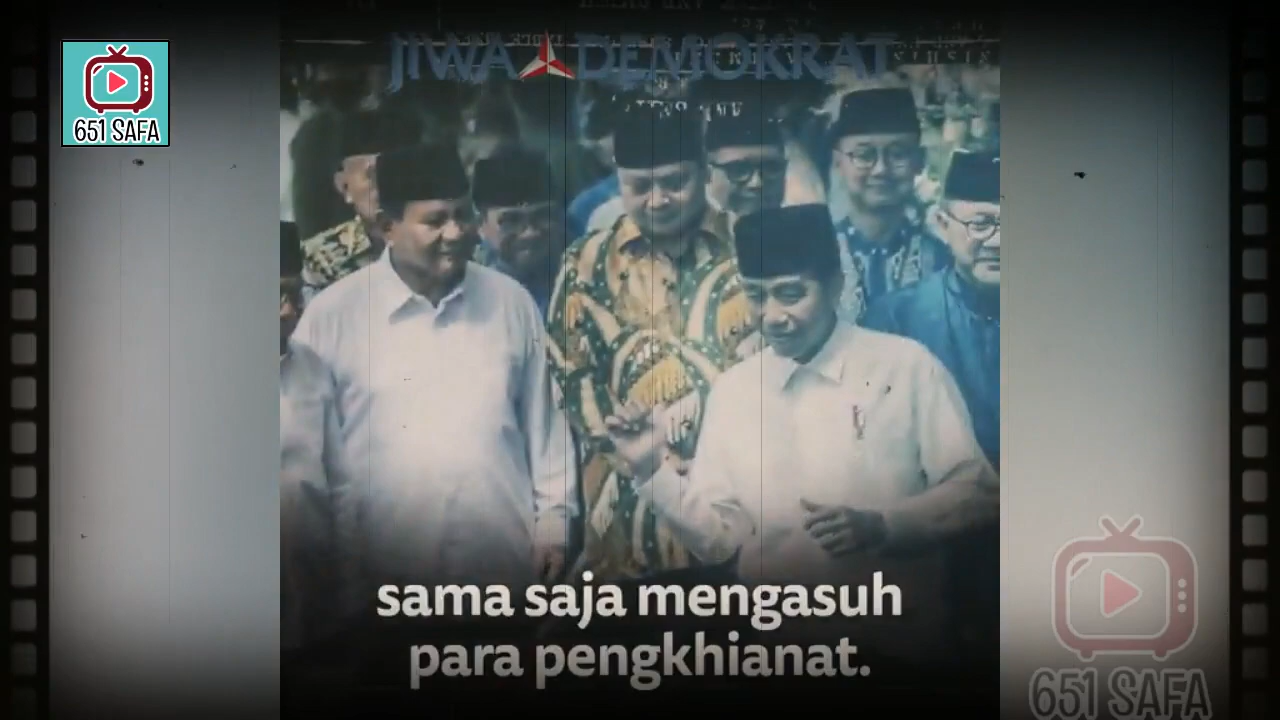 JIWA DEMOKRAT
651 SAFA
sama saja mengasuh
para pengkhianat.
651 SAFA